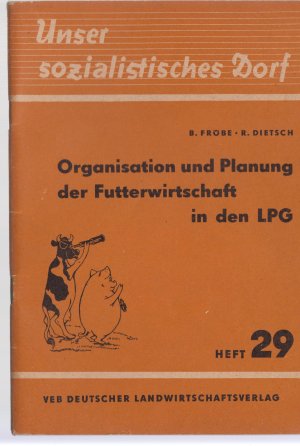 Unser
sozialistisches Dorf
B. FRÖBE · R. DIETSCH
Organisation und Planung
der Futterwirtschaft
in den LPG
HEFT 29
VEB DEUTSCHER LANDWIRTSCHAFTSVERLAG